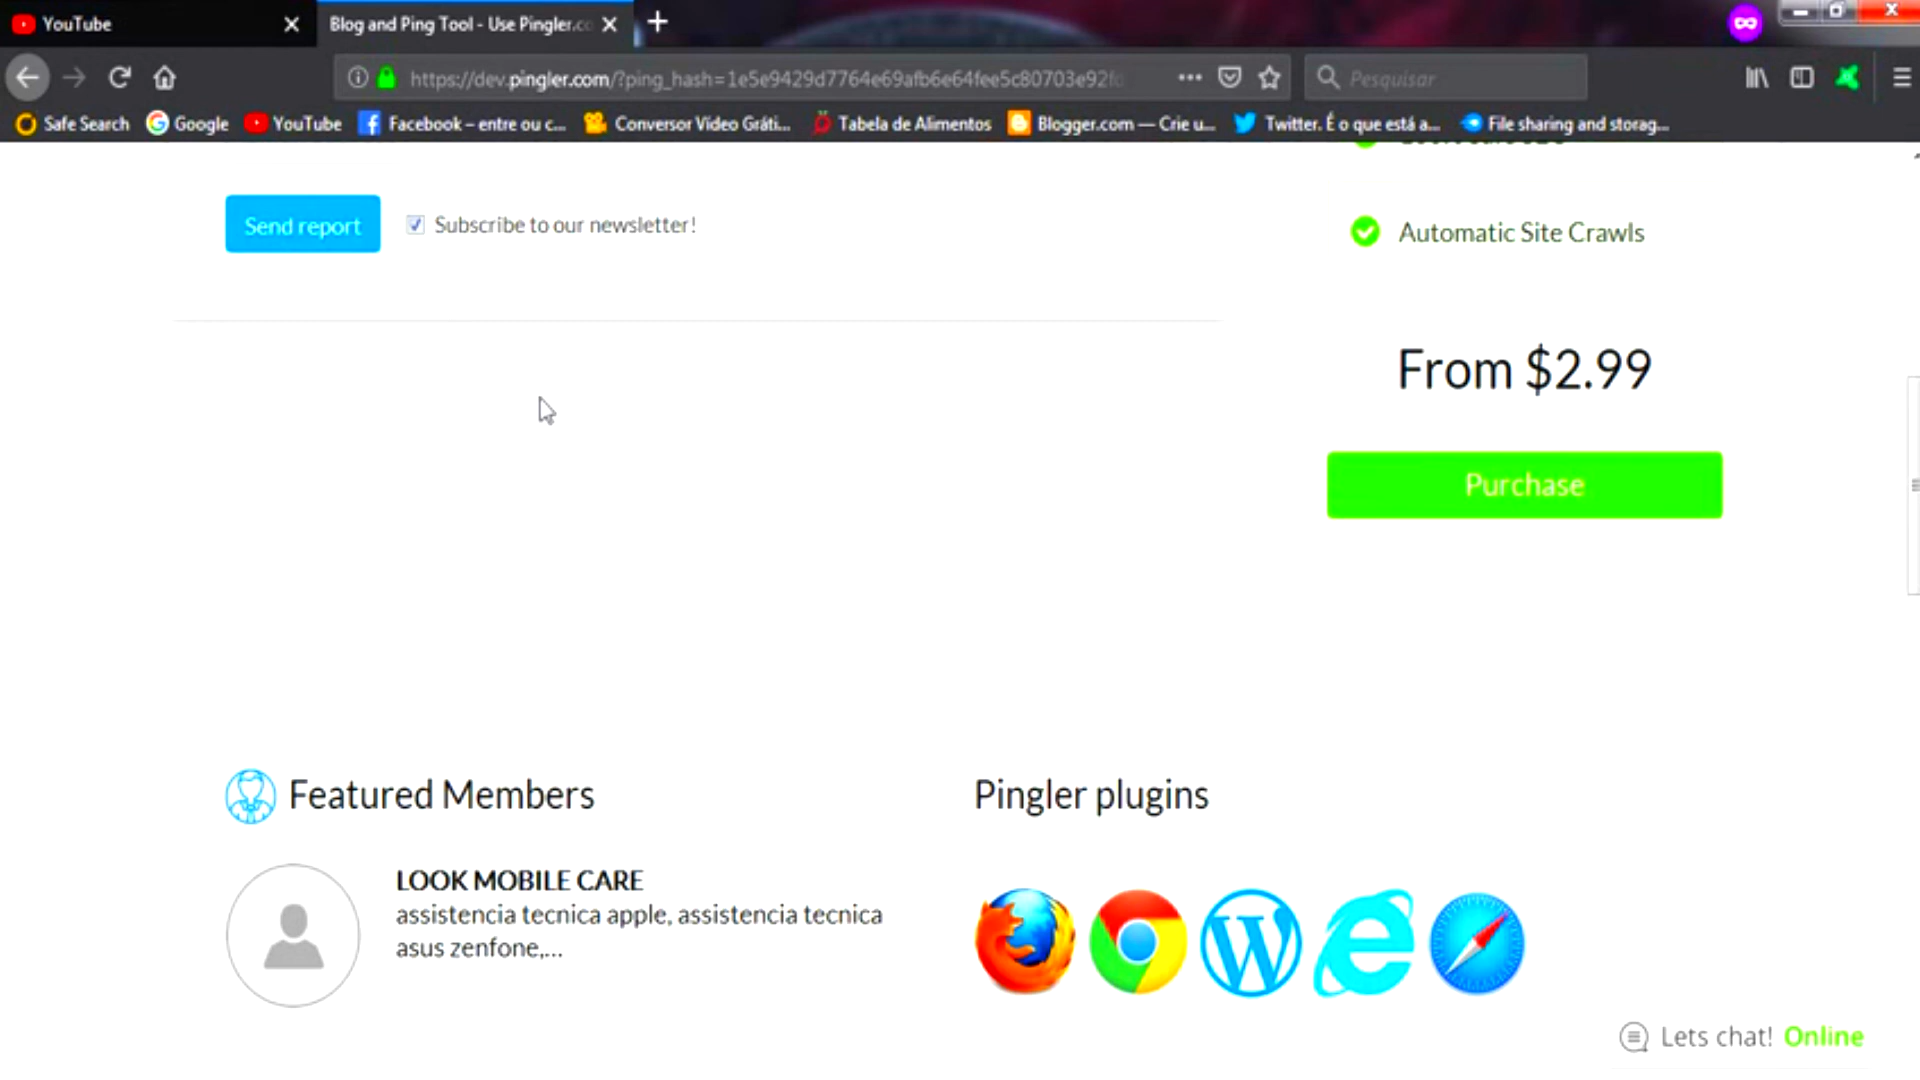 YouTube
Blog and Ping Tool - Use Pingler.co
https://dev.pingler.com/?ping_hash=1e5e9429d7764e69afb6e64fee5c80703e92f
Pesquisar
Safe Search
Google
YouTube
Facebook – entre ou c...
Conversor Vídeo Gráti...
Tabela de Alimentos
Blogger.com — Crie u...
Twitter. É o que está a...
File sharing and storag...
Send report
Subscribe to our newsletter!
Automatic Site Crawls
From $2.99
Purchase
Featured Members
Pingler plugins
LOOK MOBILE CARE
assistencia tecnica apple, assistencia tecnica
asus zenfone,...
Lets chat! Online